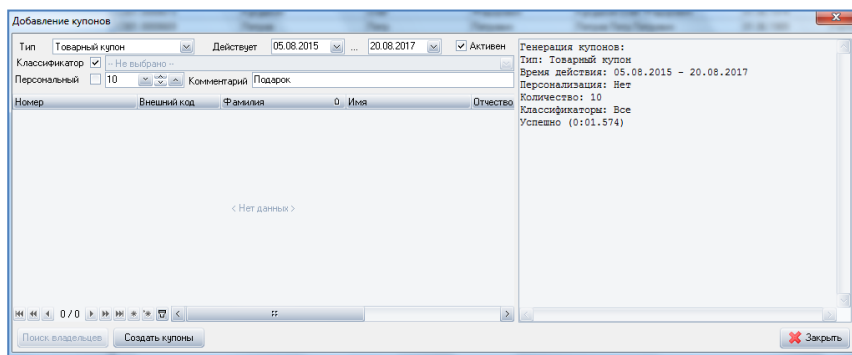 Добавление купонов
Тип Товарный купон Действует 05.08.2015 ... 20.08.2017 Активен
Классификатор -- Не выбрано --
Персональный 10 Комментарий Подарок
Номер Внешний код Фамилия 0 Имя Отчество
< Нет данных >
0 / 0
Поиск владельцев Создать купоны
Генерация купонов:
Тип: Товарный купон
Время действия: 05.08.2015 - 20.08.2017
Персонализация: Нет
Количество: 10
Классификаторы: Все
Успешно (0:01.574)
Закрыть